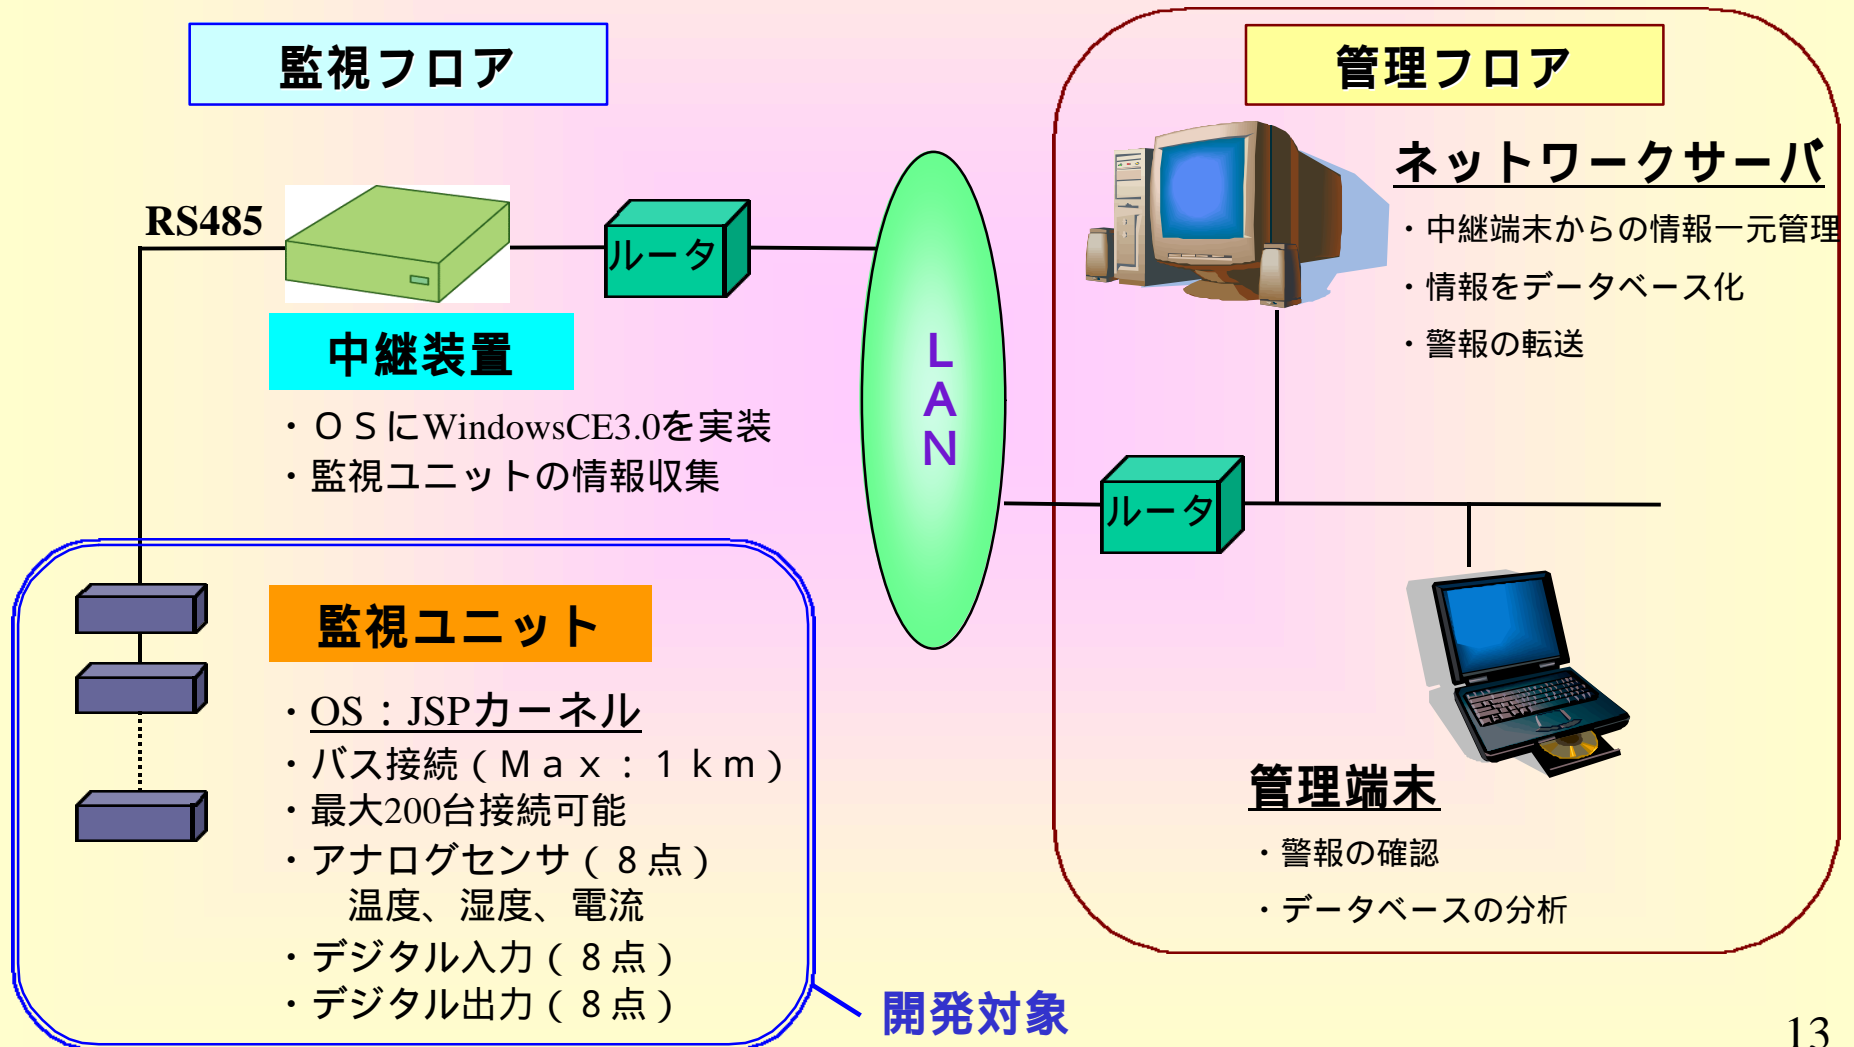 監視フロア
RS485
ルータ
中継装置
・ＯＳにWindowsCE3.0を実装
・監視ユニットの情報収集
監視ユニット
・OS：JSPカーネル
・バス接続（Ｍａｘ：１ｋｍ）
・最大200台接続可能
・アナログセンサ（８点）
温度、湿度、電流
・デジタル入力（８点）
・デジタル出力（８点）
開発対象
ＬＡＮ
管理フロア
ネットワークサーバ
・中継端末からの情報一元管理
・情報をデータベース化
・警報の転送
ルータ
管理端末
・警報の確認
・データベースの分析
13